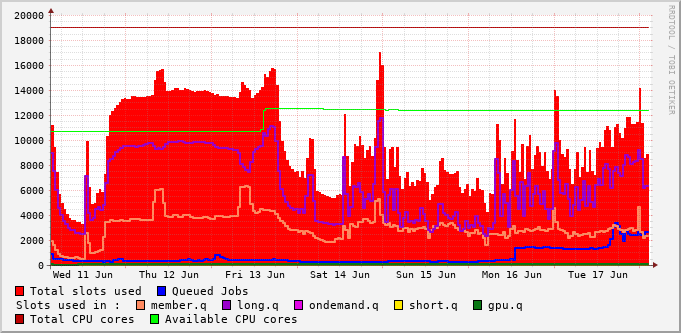 20000
18000
16000
14000
12000
10000
8000
6000
4000
2000
0
Wed 11 Jun Thu 12 Jun Fri 13 Jun Sat 14 Jun Sun 15 Jun Mon 16 Jun Tue 17 Jun
Total slots used Queued Jobs
Slots used in : member.q long.q ondemand.q short.q gpu.q
Total CPU cores Available CPU cores
RRDTOOL / TOBI OETIKER